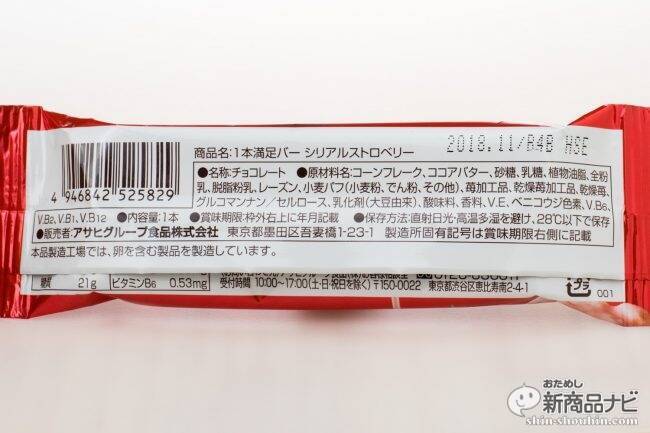 商品名:1本満足バー シリアルストロベリー
2018.11/B4B HSE
4 946842 525829
●名称:チョコレート ●原材料名:コーンフレーク、ココアバター、砂糖、乳糖、植物油脂、全粉
乳、脱脂粉乳、レーズン、小麦パフ(小麦粉、でん粉、その他)、苺加工品、乾燥苺加工品、乾燥苺、
グルコマンナン/セルロース、乳化剤(大豆由来)、酸味料、香料、V.E、ベニコウジ色素、V.B₆、
V.B₂、V.B₁、V.B₁₂ ●内容量:1本 ●賞味期限:枠外右上に年月記載 ●保存方法:直射日光・高温多湿を避け、28℃以下で保存
●販売者:アサヒグループ食品株式会社 東京都墨田区吾妻橋1-23-1 製造所固有記号は賞味期限右側に記載
本品製造工場では、卵を含む製品を製造しています。
糖質 21g ビタミンB₆ 0.53mg 受付時間 10:00〜17:00(土・日・祝日を除く) 〒150-0022 東京都渋谷区恵比寿南2-4-1
プラ
001
おためし
新商品ナビ
shin-shouhin.com